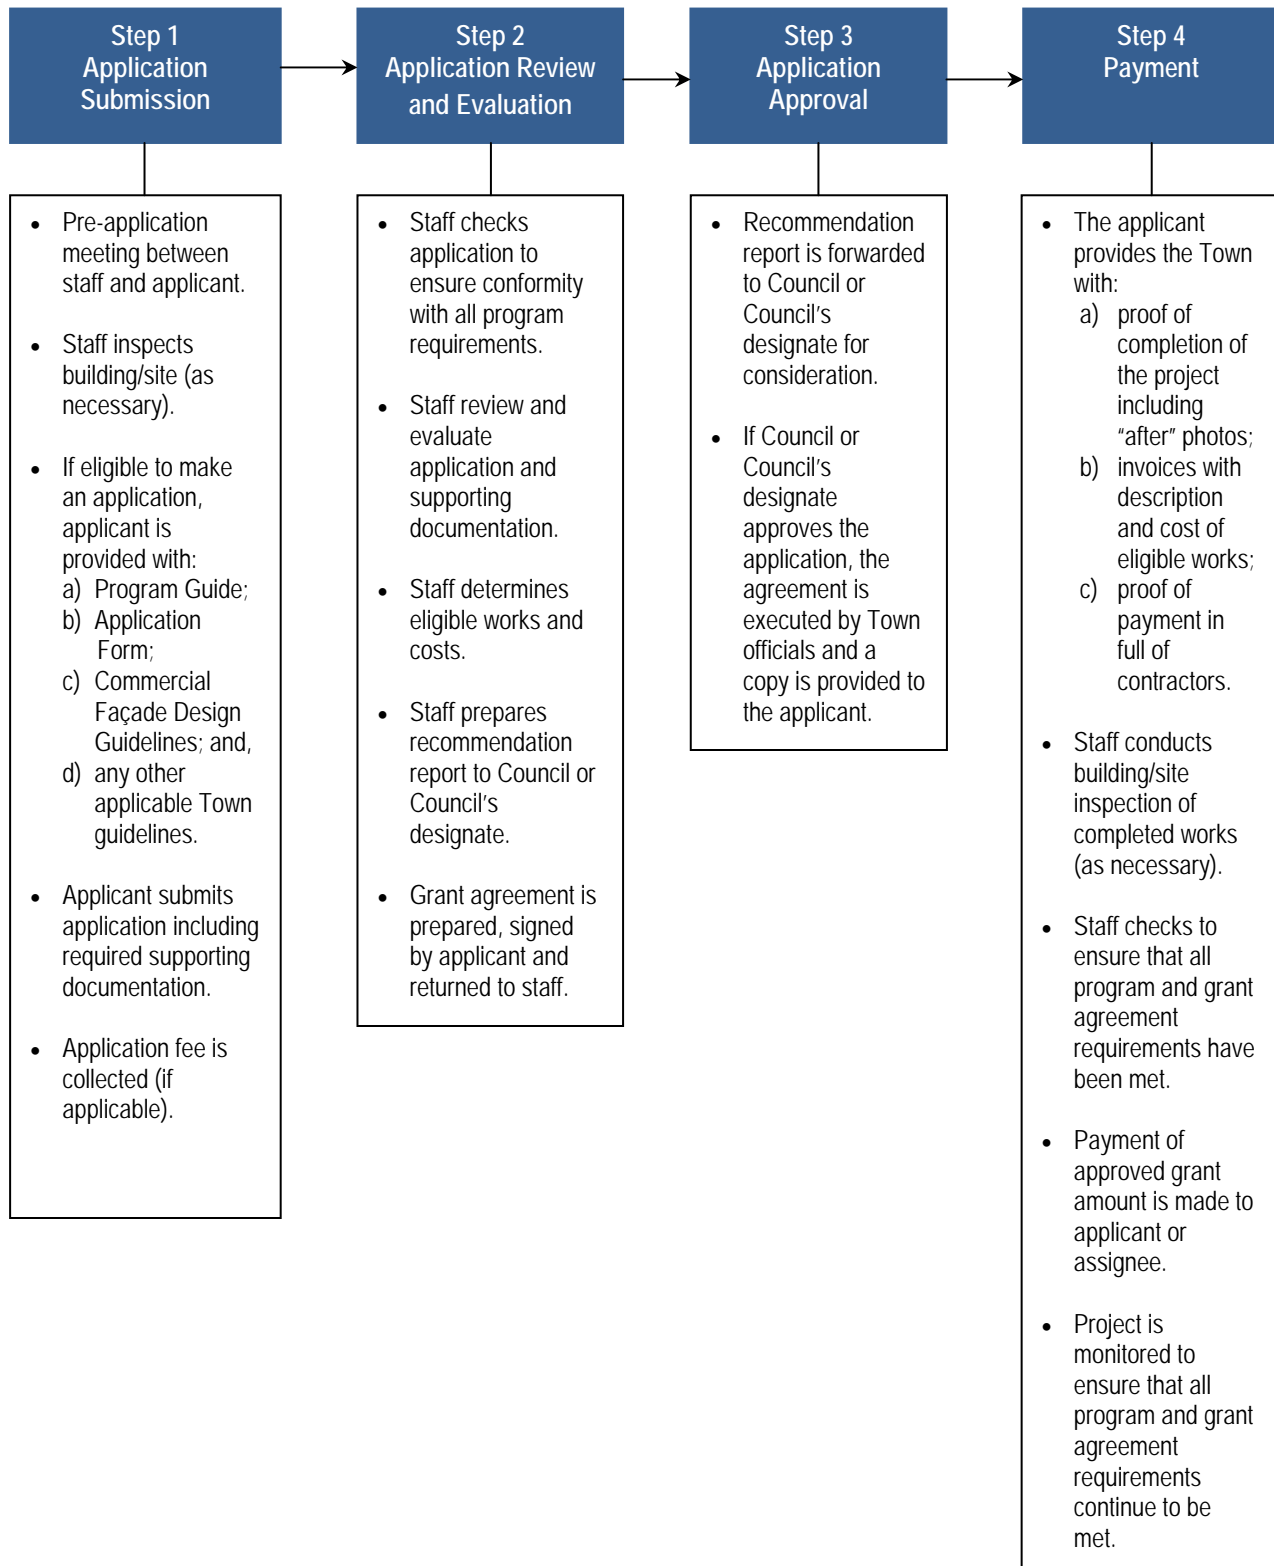 Step 1
Application
Submission
Step 2
Application Review
and Evaluation
Step 3
Application
Approval
Step 4
Payment
• Pre-application
meeting between
staff and applicant.
• Staff inspects
building/site (as
necessary).
• If eligible to make
an application,
applicant is
provided with:
a) Program Guide;
b) Application
Form;
c) Commercial
Façade Design
Guidelines; and,
d) any other
applicable Town
guidelines.
• Applicant submits
application including
required supporting
documentation.
• Application fee is
collected (if
applicable).
• Staff checks
application to
ensure conformity
with all program
requirements.
• Staff review and
evaluate
application and
supporting
documentation.
• Staff determines
eligible works and
costs.
• Staff prepares
recommendation
report to Council or
Council’s
designate.
• Grant agreement is
prepared, signed
by applicant and
returned to staff.
• Recommendation
report is forwarded
to Council or
Council’s
designate for
consideration.
• If Council or
Council’s
designate
approves the
application, the
agreement is
executed by Town
officials and a
copy is provided to
the applicant.
• The applicant
provides the Town
with:
a) proof of
completion of
the project
including
“after” photos;
b) invoices with
description
and cost of
eligible works;
c) proof of
payment in
full of
contractors.
• Staff conducts
building/site
inspection of
completed works
(as necessary).
• Staff checks to
ensure that all
program and grant
agreement
requirements have
been met.
• Payment of
approved grant
amount is made to
applicant or
assignee.
• Project is
monitored to
ensure that all
program and grant
agreement
requirements
continue to be
met.